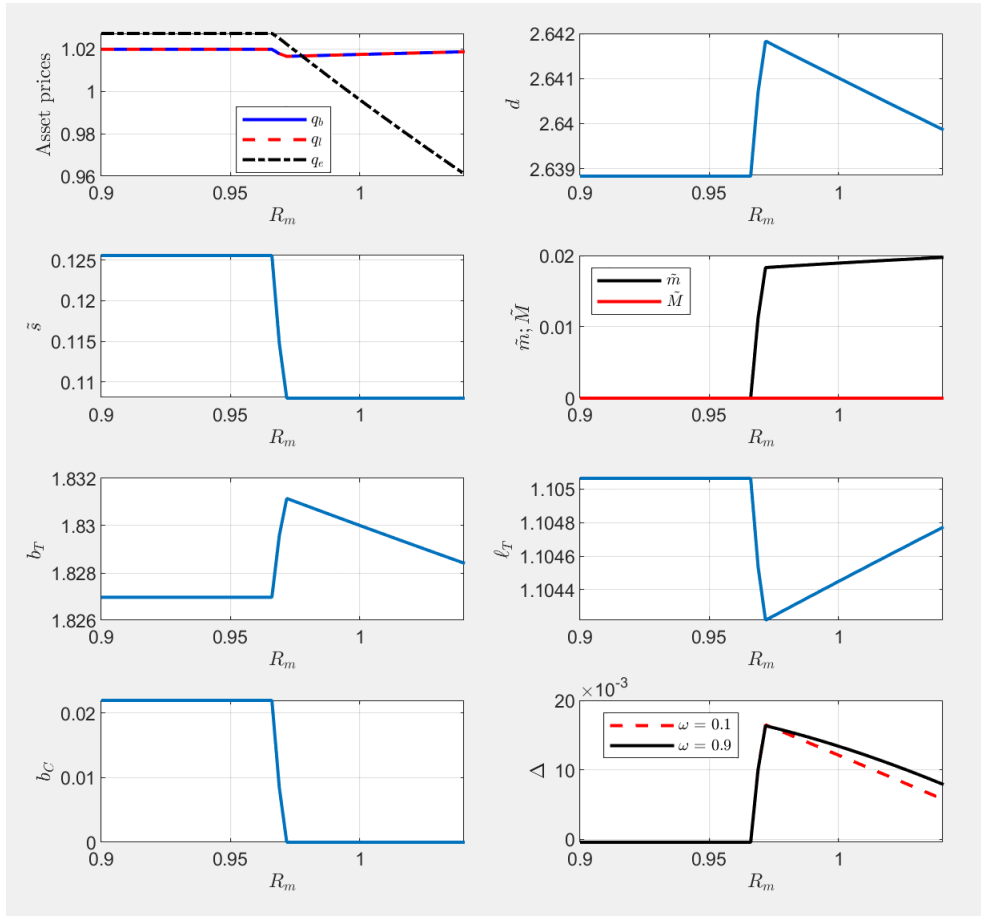 Asset prices
1.02
1
0.98
0.96
q_b
q_l
q_e
0.9
0.95
1
R_m
d
2.642
2.641
2.64
2.639
0.9
0.95
1
R_m
s̃
0.125
0.12
0.115
0.11
0.9
0.95
1
R_m
m̃; M̃
0.02
0.01
0
m̃
M̃
0.9
0.95
1
R_m
b_T
1.832
1.83
1.828
1.826
0.9
0.95
1
R_m
ℓ_T
1.105
1.1048
1.1046
1.1044
0.9
0.95
1
R_m
b_C
0.02
0.01
0
0.9
0.95
1
R_m
×10⁻³
Δ
20
10
0
ω = 0.1
ω = 0.9
0.9
0.95
1
R_m